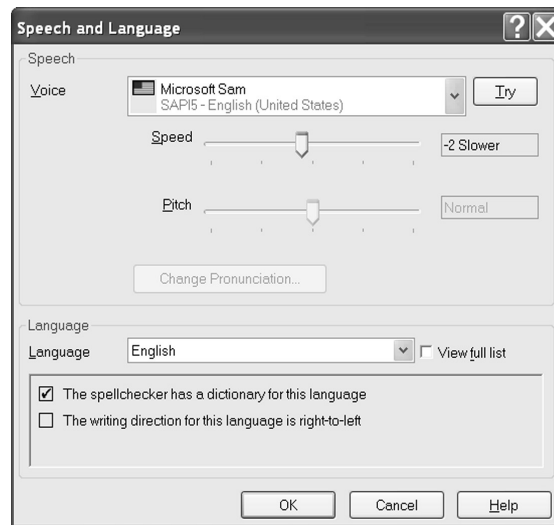 Speech and Language
Speech
Voice
Microsoft Sam
SAPI5 - English (United States)
Try
Speed
-2 Slower
Pitch
Normal
Change Pronunciation...
Language
Language
English
View full list
The spellchecker has a dictionary for this language
The writing direction for this language is right-to-left
OK
Cancel
Help